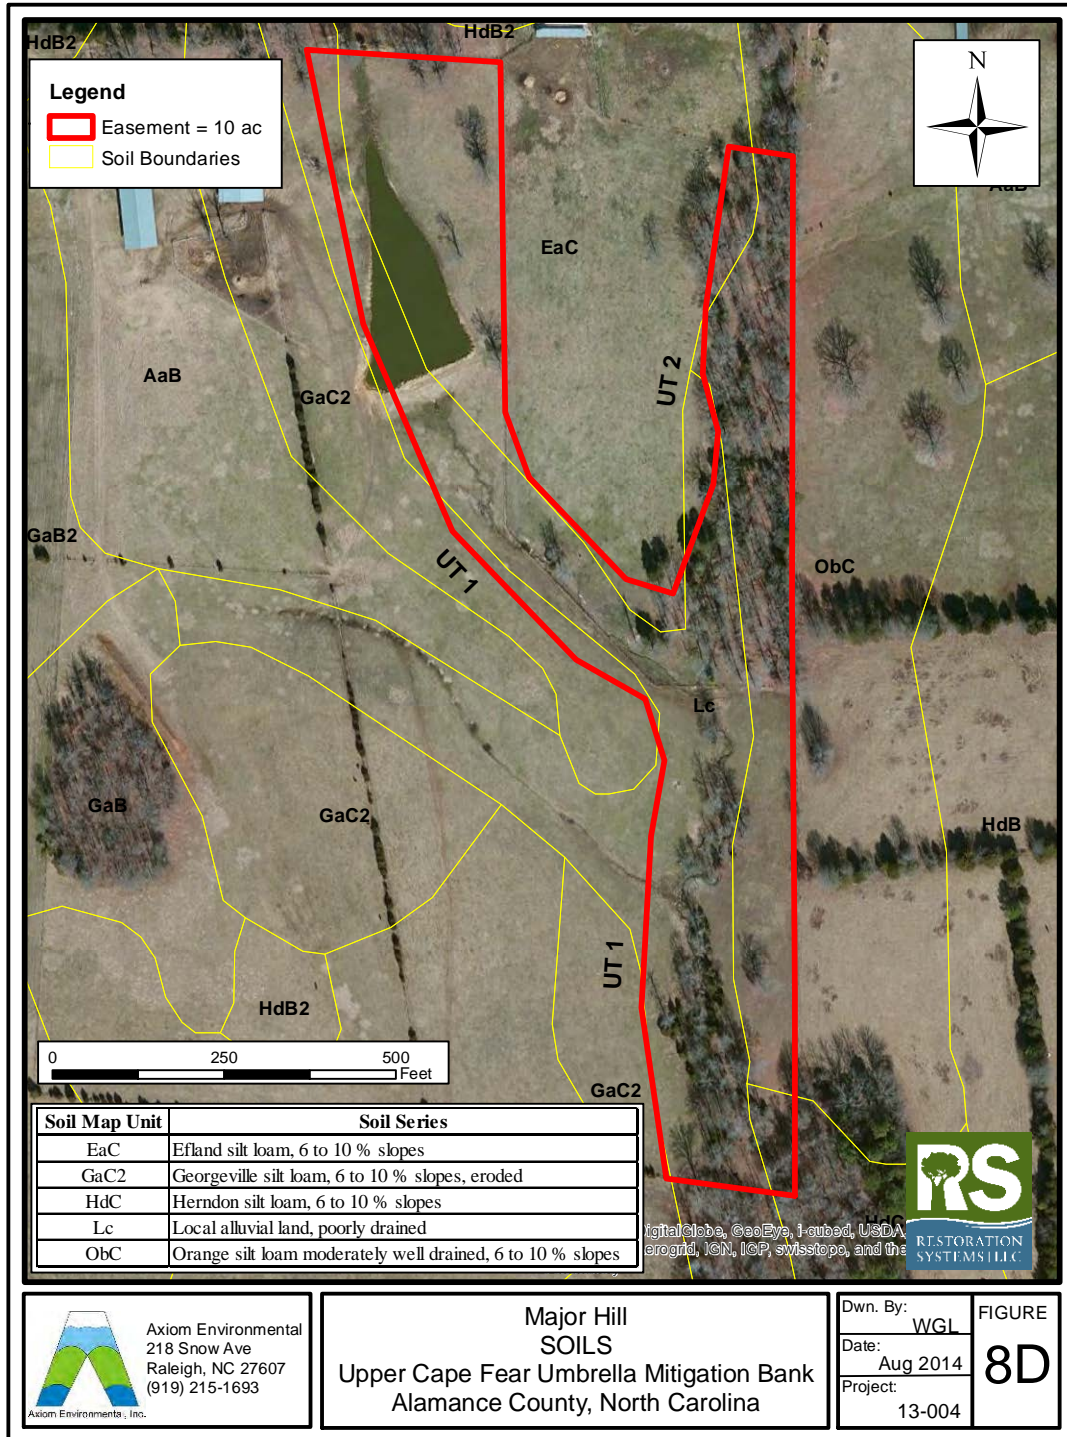 HdB2
HdB2
Legend
Easement = 10 ac
Soil Boundaries
N
AaB
EaC
UT 2
AaB
GaC2
GaB2
UT 1
ObC
Lc
GaB
GaC2
HdB
UT 1
HdB2
0 250 500
Feet
GaC2
Soil Map Unit Soil Series
EaC Efland silt loam, 6 to 10 % slopes
GaC2 Georgeville silt loam, 6 to 10 % slopes, eroded
HdC Herndon silt loam, 6 to 10 % slopes
Lc Local alluvial land, poorly drained
ObC Orange silt loam moderately well drained, 6 to 10 % slopes
HdC
DigitalGlobe, GeoEye, i-cubed, USDA,
erogrid, IGN, IGP, swisstopo, and the
RS
RESTORATION
SYSTEMS | LLC
Axiom Environmental
218 Snow Ave
Raleigh, NC 27607
(919) 215-1693
Axiom Environmental, Inc.
Major Hill
SOILS
Upper Cape Fear Umbrella Mitigation Bank
Alamance County, North Carolina
Dwn. By:
WGL
Date:
Aug 2014
Project:
13-004
FIGURE
8D